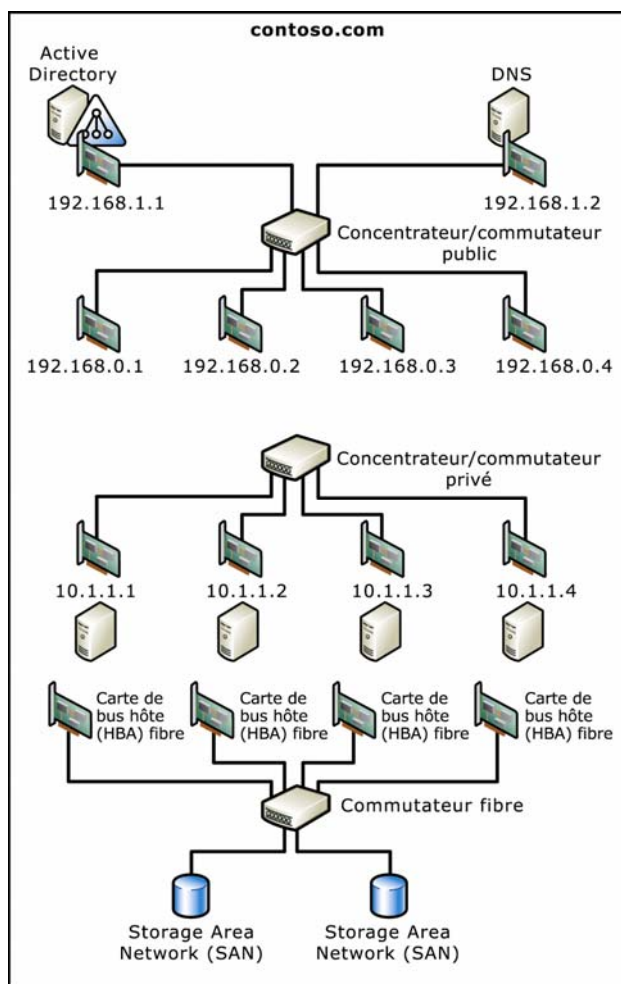 contoso.com
Active
Directory
DNS
192.168.1.1
192.168.1.2
Concentrateur/commutateur
public
192.168.0.1
192.168.0.2
192.168.0.3
192.168.0.4
Concentrateur/commutateur
privé
10.1.1.1
10.1.1.2
10.1.1.3
10.1.1.4
Carte de
bus hôte
(HBA) fibre
Carte de
bus hôte
(HBA) fibre
Carte de
bus hôte
(HBA) fibre
Carte de
bus hôte
(HBA) fibre
Commutateur fibre
Storage Area
Network (SAN)
Storage Area
Network (SAN)